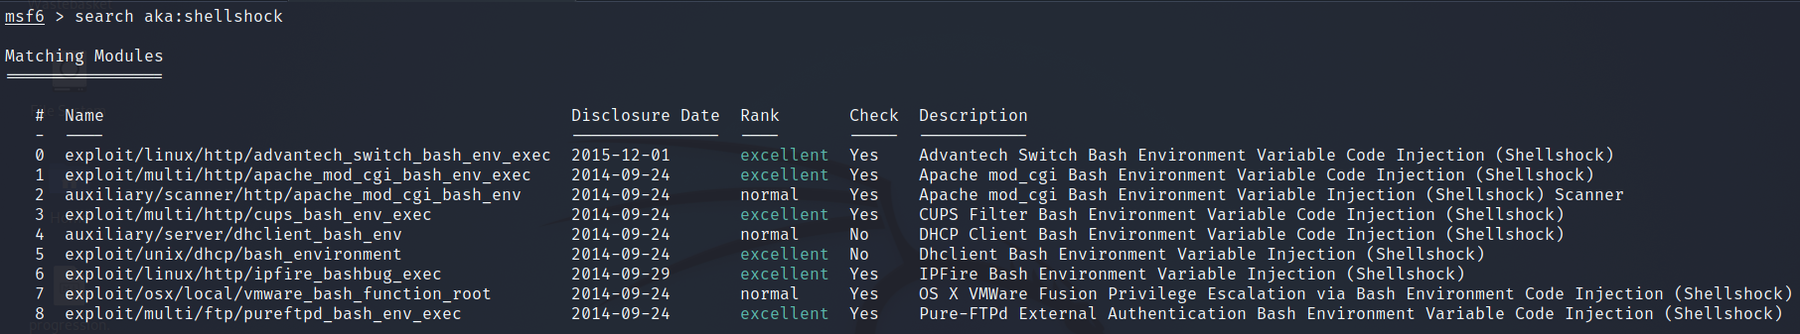 msf6 > search aka:shellshock
Matching Modules
================
# Name Disclosure Date Rank Check Description
- ---- --------------- ---- ----- -----------
0 exploit/linux/http/advantech_switch_bash_env_exec 2015-12-01 excellent Yes Advantech Switch Bash Environment Variable Code Injection (Shellshock)
1 exploit/multi/http/apache_mod_cgi_bash_env_exec 2014-09-24 excellent Yes Apache mod_cgi Bash Environment Variable Code Injection (Shellshock)
2 auxiliary/scanner/http/apache_mod_cgi_bash_env 2014-09-24 normal Yes Apache mod_cgi Bash Environment Variable Injection (Shellshock) Scanner
3 exploit/multi/http/cups_bash_env_exec 2014-09-24 excellent Yes CUPS Filter Bash Environment Variable Code Injection (Shellshock)
4 auxiliary/server/dhclient_bash_env 2014-09-24 normal No DHCP Client Bash Environment Variable Code Injection (Shellshock)
5 exploit/unix/dhcp/bash_environment 2014-09-24 excellent No Dhclient Bash Environment Variable Injection (Shellshock)
6 exploit/linux/http/ipfire_bashbug_exec 2014-09-29 excellent Yes IPFire Bash Environment Variable Injection (Shellshock)
7 exploit/osx/local/vmware_bash_function_root 2014-09-24 normal Yes OS X VMWare Fusion Privilege Escalation via Bash Environment Code Injection (Shellshock)
8 exploit/multi/ftp/pureftpd_bash_env_exec 2014-09-24 excellent Yes Pure-FTPd External Authentication Bash Environment Variable Code Injection (Shellshock)